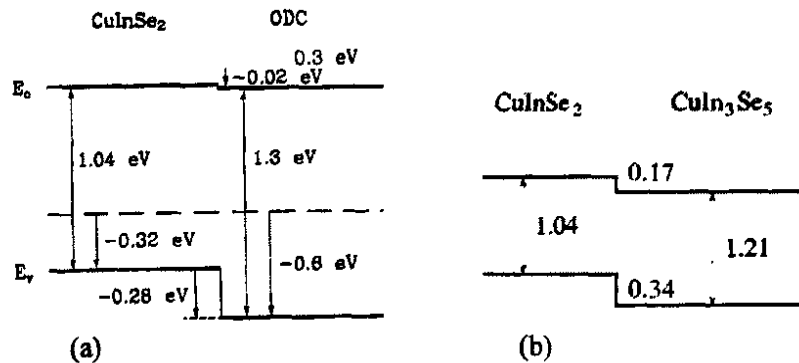 CuInSe2 ODC
0.3 eV
-0.02 eV
Ec
1.04 eV
1.3 eV
-0.32 eV
-0.6 eV
Ev
-0.28 eV
(a)
CuInSe2 CuIn3Se5
0.17
1.04
1.21
0.34
(b)